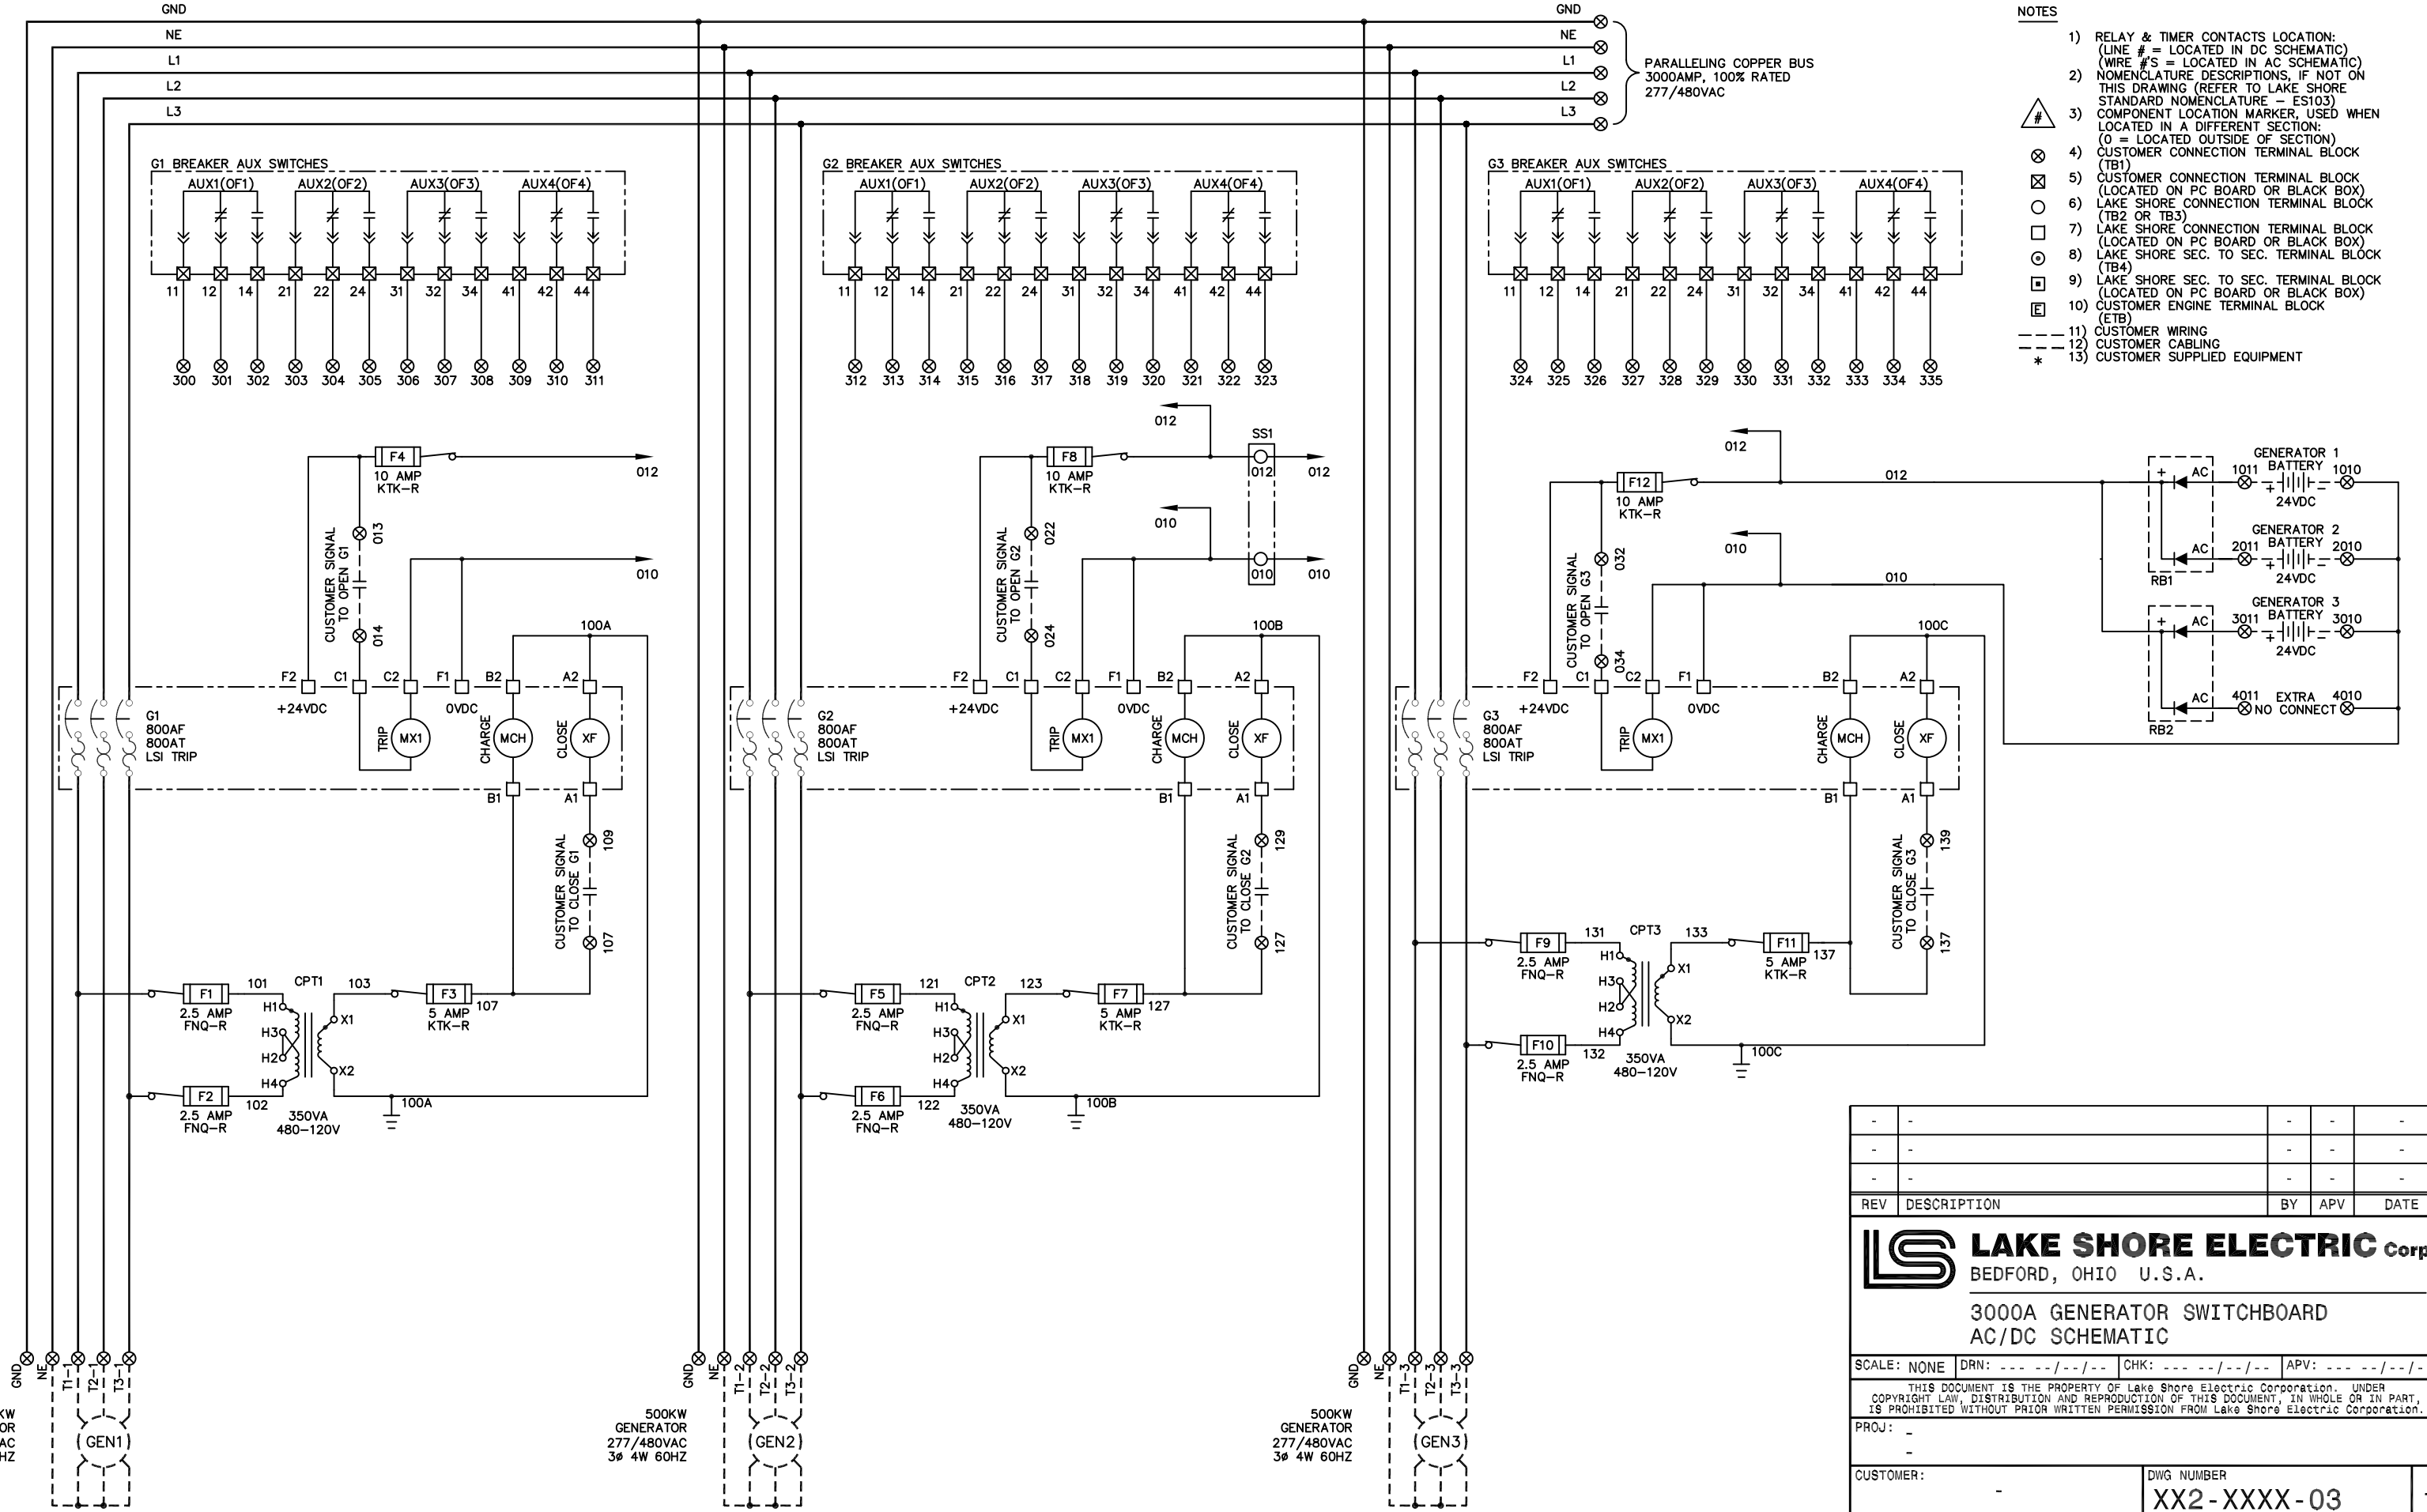 GND
NE
L1
L2
L3
GND
NE
L1
L2
L3
PARALLELING COPPER BUS
3000AMP, 100% RATED
277/480VAC
NOTES
1) RELAY & TIMER CONTACTS LOCATION:
(LINE # = LOCATED IN DC SCHEMATIC)
(WIRE #'S = LOCATED IN AC SCHEMATIC)
2) NOMENCLATURE DESCRIPTIONS, IF NOT ON
THIS DRAWING (REFER TO LAKE SHORE
STANDARD NOMENCLATURE – ES103)
# 3) COMPONENT LOCATION MARKER, USED WHEN
LOCATED IN A DIFFERENT SECTION:
(0 = LOCATED OUTSIDE OF SECTION)
4) CUSTOMER CONNECTION TERMINAL BLOCK
(TB1)
5) CUSTOMER CONNECTION TERMINAL BLOCK
(LOCATED ON PC BOARD OR BLACK BOX)
6) LAKE SHORE CONNECTION TERMINAL BLOCK
(TB2 OR TB3)
7) LAKE SHORE CONNECTION TERMINAL BLOCK
(LOCATED ON PC BOARD OR BLACK BOX)
8) LAKE SHORE SEC. TO SEC. TERMINAL BLOCK
(TB4)
9) LAKE SHORE SEC. TO SEC. TERMINAL BLOCK
(LOCATED ON PC BOARD OR BLACK BOX)
E 10) CUSTOMER ENGINE TERMINAL BLOCK
(ETB)
11) CUSTOMER WIRING
12) CUSTOMER CABLING
* 13) CUSTOMER SUPPLIED EQUIPMENT
G1 BREAKER AUX SWITCHES
AUX1(OF1) AUX2(OF2) AUX3(OF3) AUX4(OF4)
11 12 14 21 22 24 31 32 34 41 42 44
300 301 302 303 304 305 306 307 308 309 310 311
G2 BREAKER AUX SWITCHES
AUX1(OF1) AUX2(OF2) AUX3(OF3) AUX4(OF4)
11 12 14 21 22 24 31 32 34 41 42 44
312 313 314 315 316 317 318 319 320 321 322 323
G3 BREAKER AUX SWITCHES
AUX1(OF1) AUX2(OF2) AUX3(OF3) AUX4(OF4)
11 12 14 21 22 24 31 32 34 41 42 44
324 325 326 327 328 329 330 331 332 333 334 335
F4
10 AMP
KTK–R
012
013
CUSTOMER SIGNAL
TO OPEN G1
014
010
100A
F2 C1 C2 F1 B2 A2
+24VDC
0VDC
G1
800AF
800AT
LSI TRIP
TRIP
MX1
CHARGE
MCH
CLOSE
XF
B1 A1
109
CUSTOMER SIGNAL
TO CLOSE G1
107
F1
2.5 AMP
FNQ–R
101
CPT1
103
F3
5 AMP
KTK–R
107
H1
H3
H2
H4
X1
X2
F2
2.5 AMP
FNQ–R
102
350VA
480–120V
100A
012
SS1
F8
10 AMP
KTK–R
012
012
022
010
CUSTOMER SIGNAL
TO OPEN G2
024
010
010
100B
F2 C1 C2 F1 B2 A2
+24VDC
0VDC
G2
800AF
800AT
LSI TRIP
TRIP
MX1
CHARGE
MCH
CLOSE
XF
B1 A1
129
CUSTOMER SIGNAL
TO CLOSE G2
127
F5
2.5 AMP
FNQ–R
121
CPT2
123
F7
5 AMP
KTK–R
127
H1
H3
H2
H4
X1
X2
F6
2.5 AMP
FNQ–R
122
350VA
480–120V
100B
012
F12
10 AMP
KTK–R
012
010
032
CUSTOMER SIGNAL
TO OPEN G3
034
010
100C
F2 C1 C2 F1 B2 A2
+24VDC
0VDC
G3
800AF
800AT
LSI TRIP
TRIP
MX1
CHARGE
MCH
CLOSE
XF
B1 A1
139
CUSTOMER SIGNAL
TO CLOSE G3
137
F9
2.5 AMP
FNQ–R
131
CPT3
133
F11
5 AMP
KTK–R
137
H1
H3
H2
H4
X1
X2
F10
2.5 AMP
FNQ–R
132
350VA
480–120V
100C
GENERATOR 1
+ AC 1011 BATTERY 1010
+ –
24VDC
GENERATOR 2
AC 2011 BATTERY 2010
+ –
24VDC
RB1
GENERATOR 3
+ AC 3011 BATTERY 3010
+ –
24VDC
AC 4011 EXTRA 4010
NO CONNECT
RB2
GND
NE
T1–1
T2–1
T3–1
KW
OR
AC
HZ
GEN1
GND
NE
T1–2
T2–2
T3–2
500KW
GENERATOR
277/480VAC
3ø 4W 60HZ
GEN2
GND
NE
T1–3
T2–3
T3–3
500KW
GENERATOR
277/480VAC
3ø 4W 60HZ
GEN3
- - - - -
- - - - -
- - - - -
REV DESCRIPTION BY APV DATE
LS LAKE SHORE ELECTRIC Corp
BEDFORD, OHIO U.S.A.
3000A GENERATOR SWITCHBOARD
AC/DC SCHEMATIC
SCALE: NONE DRN: --- --/--/-- CHK: --- --/--/-- APV: --- --/--/-
THIS DOCUMENT IS THE PROPERTY OF Lake Shore Electric Corporation. UNDER
COPYRIGHT LAW, DISTRIBUTION AND REPRODUCTION OF THIS DOCUMENT, IN WHOLE OR IN PART,
IS PROHIBITED WITHOUT PRIOR WRITTEN PERMISSION FROM Lake Shore Electric Corporation.
PROJ: -
-
CUSTOMER:
-
DWG NUMBER
XX2-XXXX-03